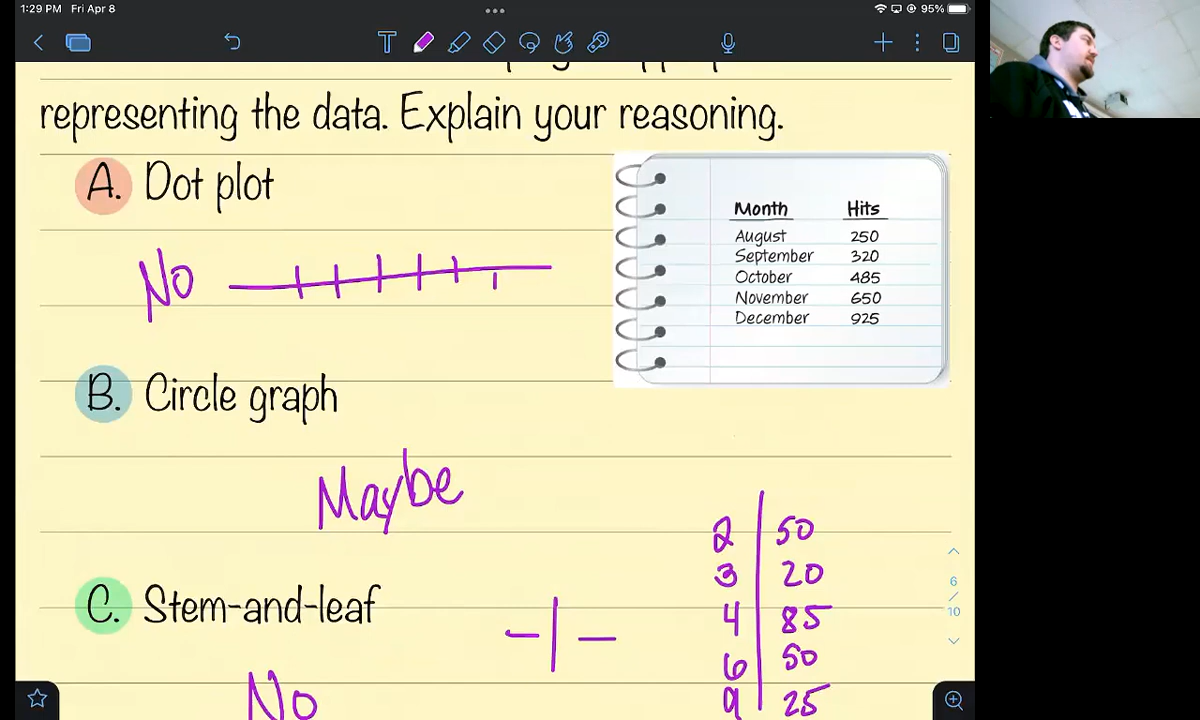 1:29 PM Fri Apr 8
95%
T
representing the data. Explain your reasoning.
A. Dot plot
Month Hits
August 250
September 320
October 485
November 650
December 925
No
B. Circle graph
Maybe
2 | 50
3 | 20
4 | 85
6 | 50
9 | 25
C. Stem-and-leaf
No
6
/
10